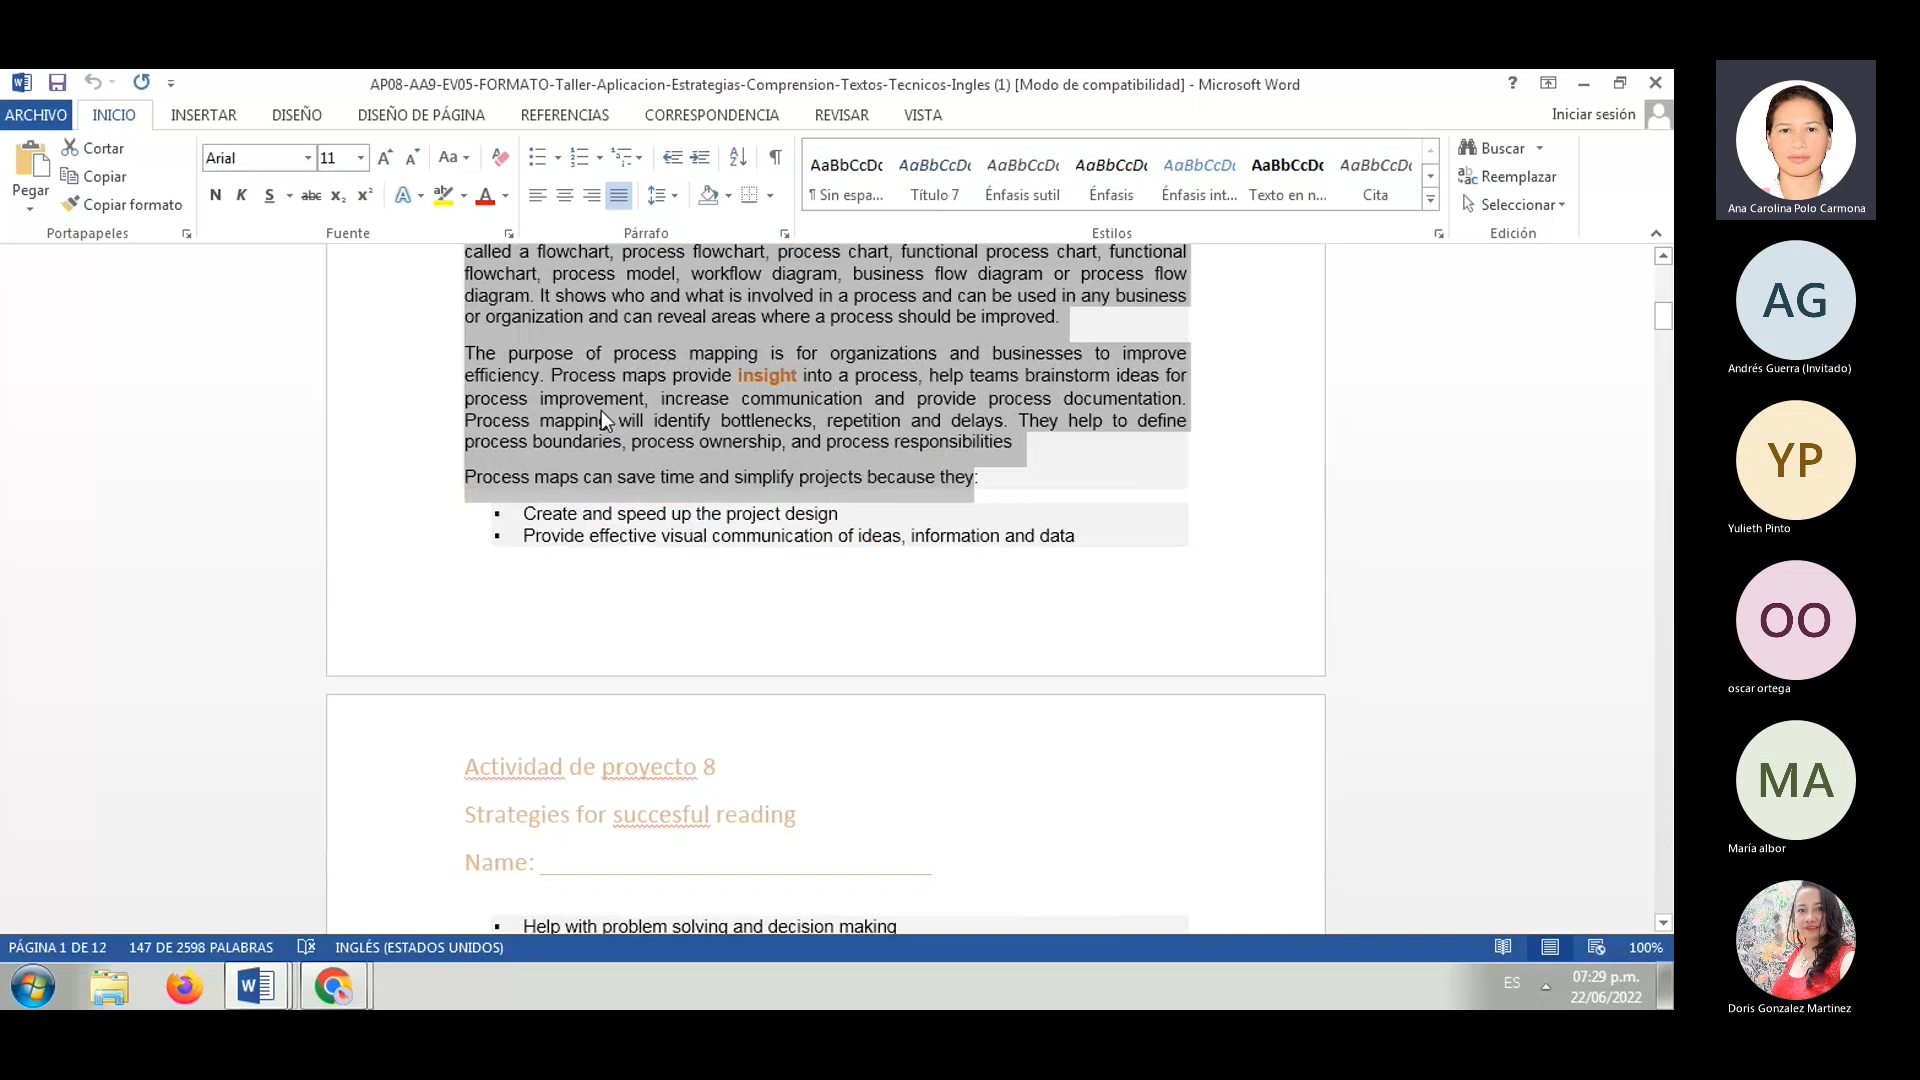 AP08-AA9-EV05-FORMATO-Taller-Aplicacion-Estrategias-Comprension-Textos-Tecnicos-Ingles (1) [Modo de compatibilidad] - Microsoft Word
ARCHIVO INICIO INSERTAR DISEÑO DISEÑO DE PÁGINA REFERENCIAS CORRESPONDENCIA REVISAR VISTA Iniciar sesión
Pegar
Cortar
Copiar
Copiar formato
Portapapeles
Arial 11
Aa
N K S abc x₂ x²
Fuente
Párrafo
AaBbCcDc AaBbCcDc AaBbCcDc AaBbCcDc AaBbCcDc AaBbCcDc AaBbCcDc
¶ Sin espa... Título 7 Énfasis sutil Énfasis Énfasis int... Texto en n... Cita
Estilos
Buscar
Reemplazar
Seleccionar
Edición
called a flowchart, process flowchart, process chart, functional process chart, functional
flowchart, process model, workflow diagram, business flow diagram or process flow
diagram. It shows who and what is involved in a process and can be used in any business
or organization and can reveal areas where a process should be improved.
The purpose of process mapping is for organizations and businesses to improve
efficiency. Process maps provide insight into a process, help teams brainstorm ideas for
process improvement, increase communication and provide process documentation.
Process mapping will identify bottlenecks, repetition and delays. They help to define
process boundaries, process ownership, and process responsibilities
Process maps can save time and simplify projects because they:
▪ Create and speed up the project design
▪ Provide effective visual communication of ideas, information and data
Actividad de proyecto 8
Strategies for succesful reading
Name: ______________________________
▪ Help with problem solving and decision making
PÁGINA 1 DE 12 147 DE 2598 PALABRAS INGLÉS (ESTADOS UNIDOS) 100%
ES 07:29 p.m.
22/06/2022
Ana Carolina Polo Carmona
AG
Andrés Guerra (Invitado)
YP
Yulieth Pinto
OO
oscar ortega
MA
María albor
Doris Gonzalez Martinez